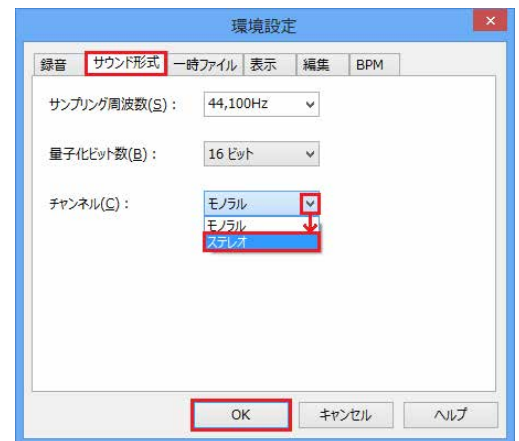 環境設定
録音 サウンド形式 一時ファイル 表示 編集 BPM
サンプリング周波数(S)： 44,100Hz
量子化ビット数(B)： 16 ビット
チャンネル(C)： モノラル
モノラル
ステレオ
OK キャンセル ヘルプ